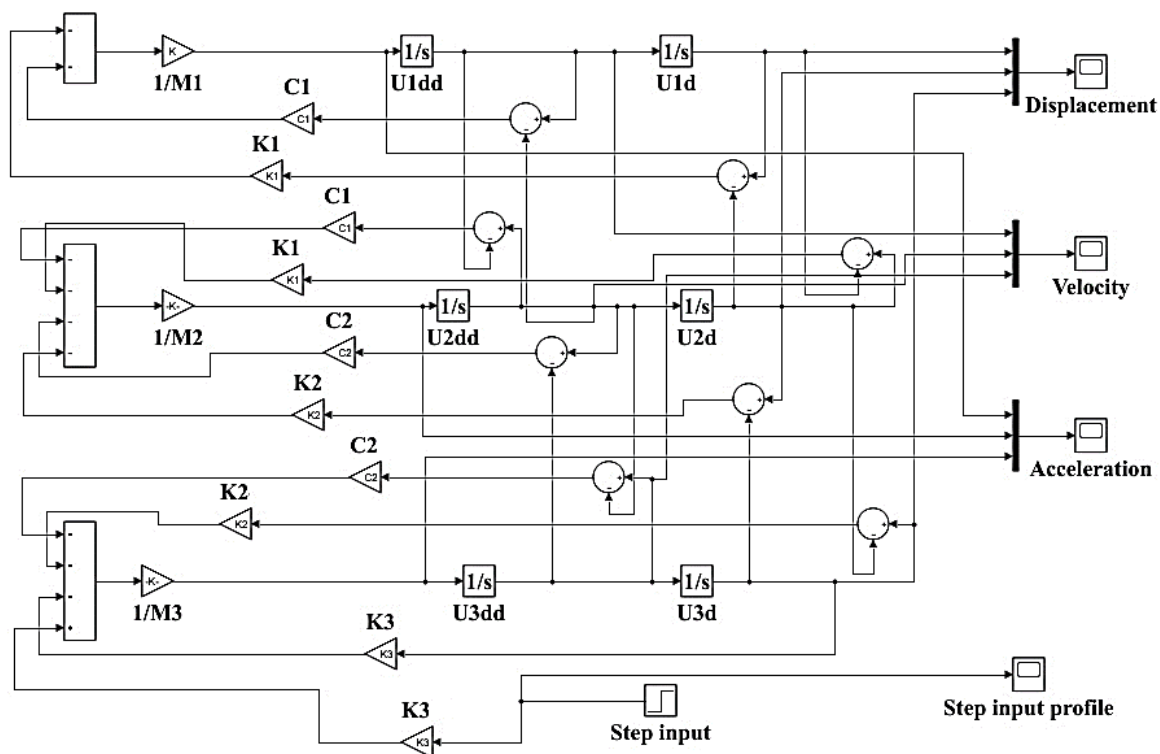 K
1/M1
1/s
U1dd
1/s
U1d
Displacement
C1
C1
K1
K1
C1
C1
K1
K1
Velocity
-K-
1/M2
1/s
U2dd
1/s
U2d
C2
C2
K2
K2
Acceleration
C2
C2
K2
K2
-K-
1/M3
1/s
U3dd
1/s
U3d
K3
K3
K3
K3
Step input
Step input profile